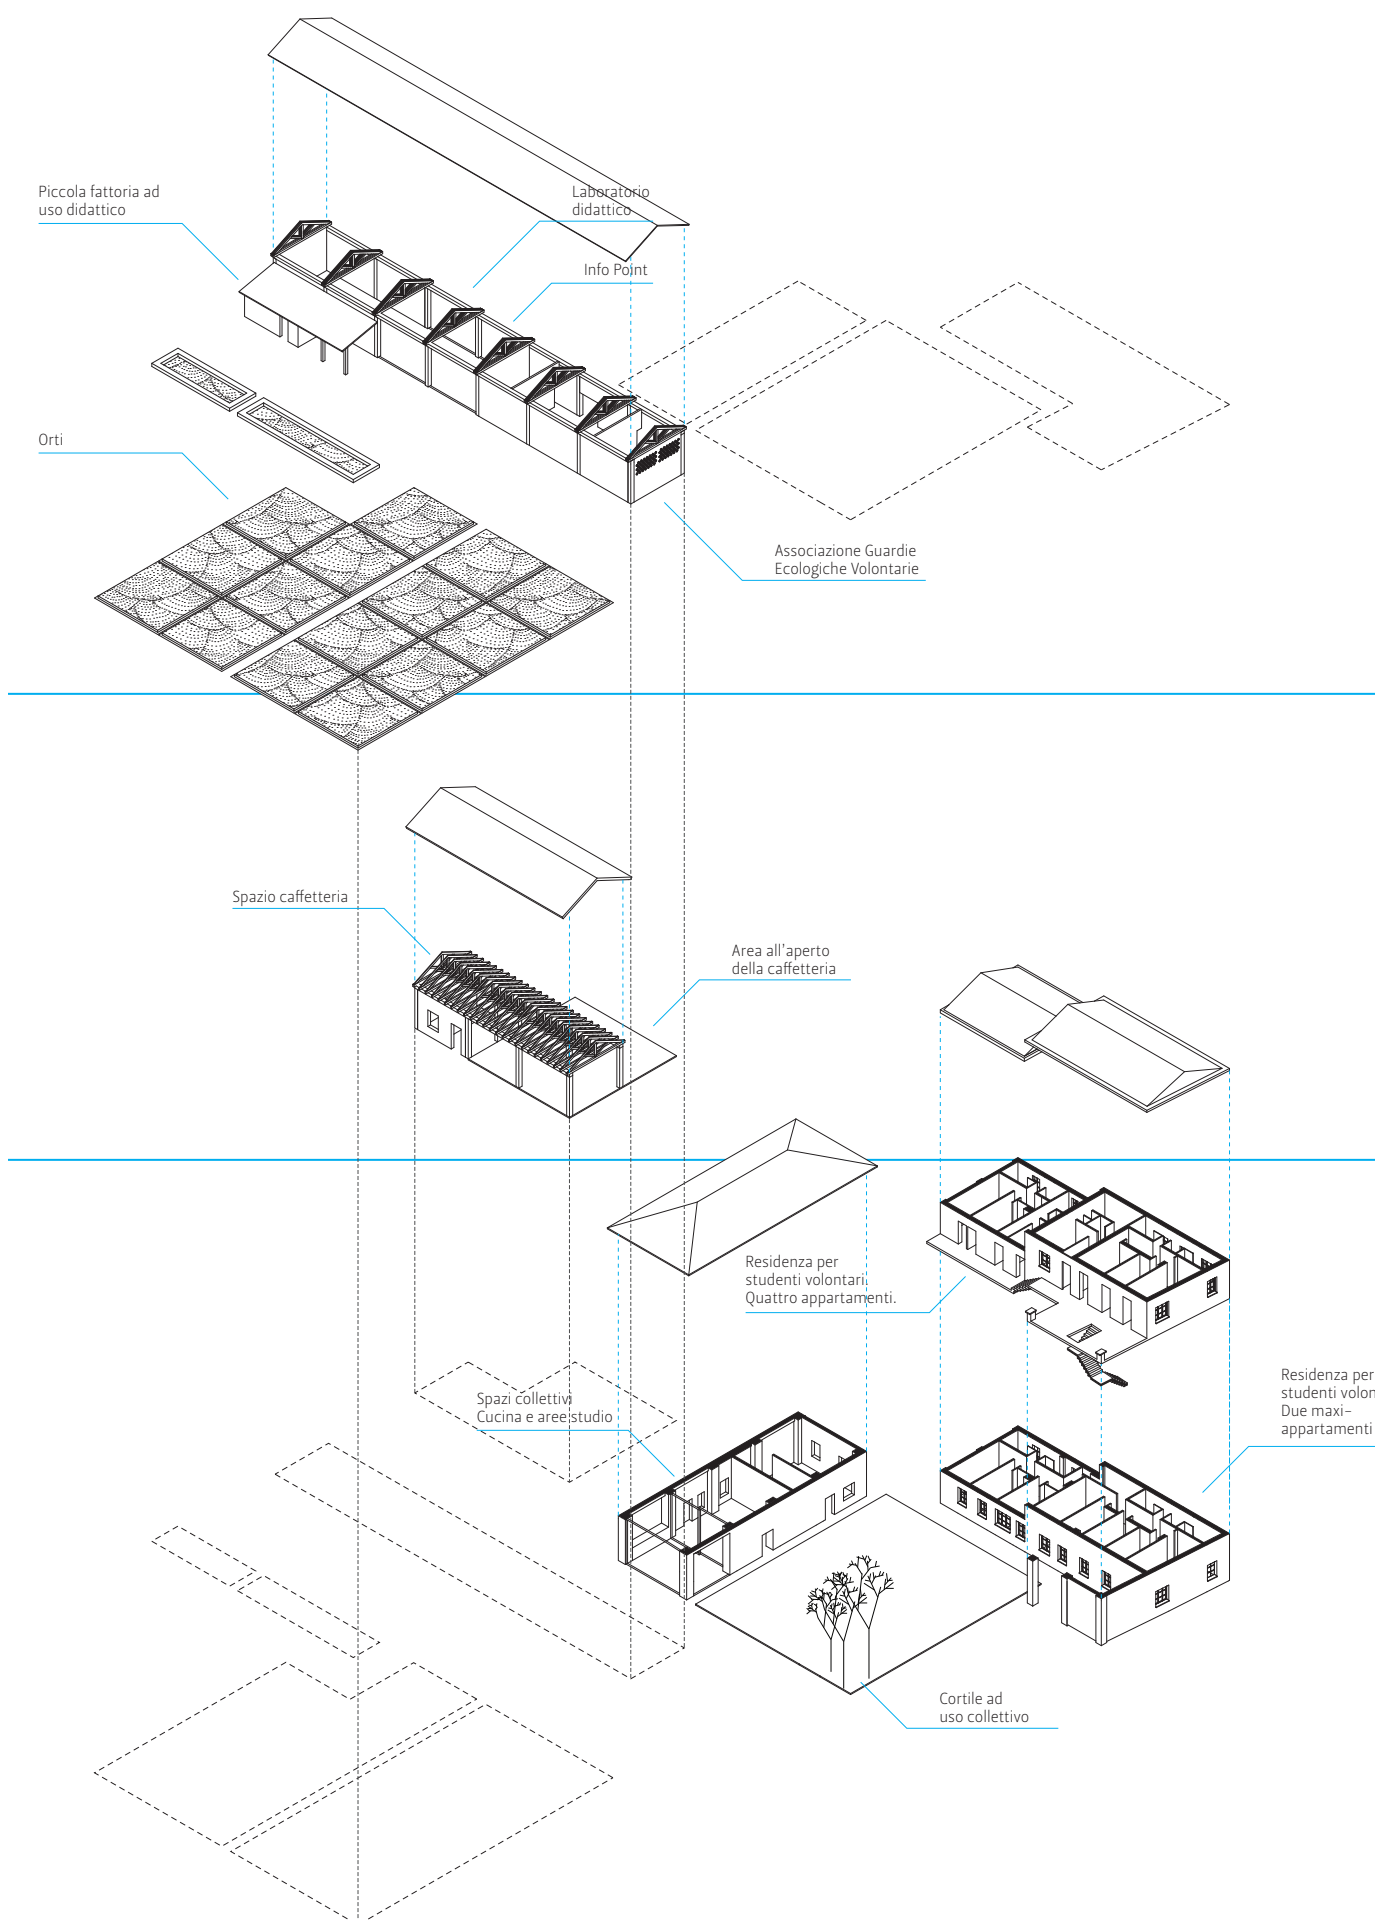 Piccola fattoria ad
uso didattico
Laboratorio
didattico
Info Point
Orti
Associazione Guardie
Ecologiche Volontarie
Spazio caffetteria
Area all'aperto
della caffetteria
Residenza per
studenti volontari.
Quattro appartamenti.
Residenza per
studenti
Due maxi-
appartamenti
Spazi collettivi
Cucina e aree studio
Cortile ad
uso collettivo